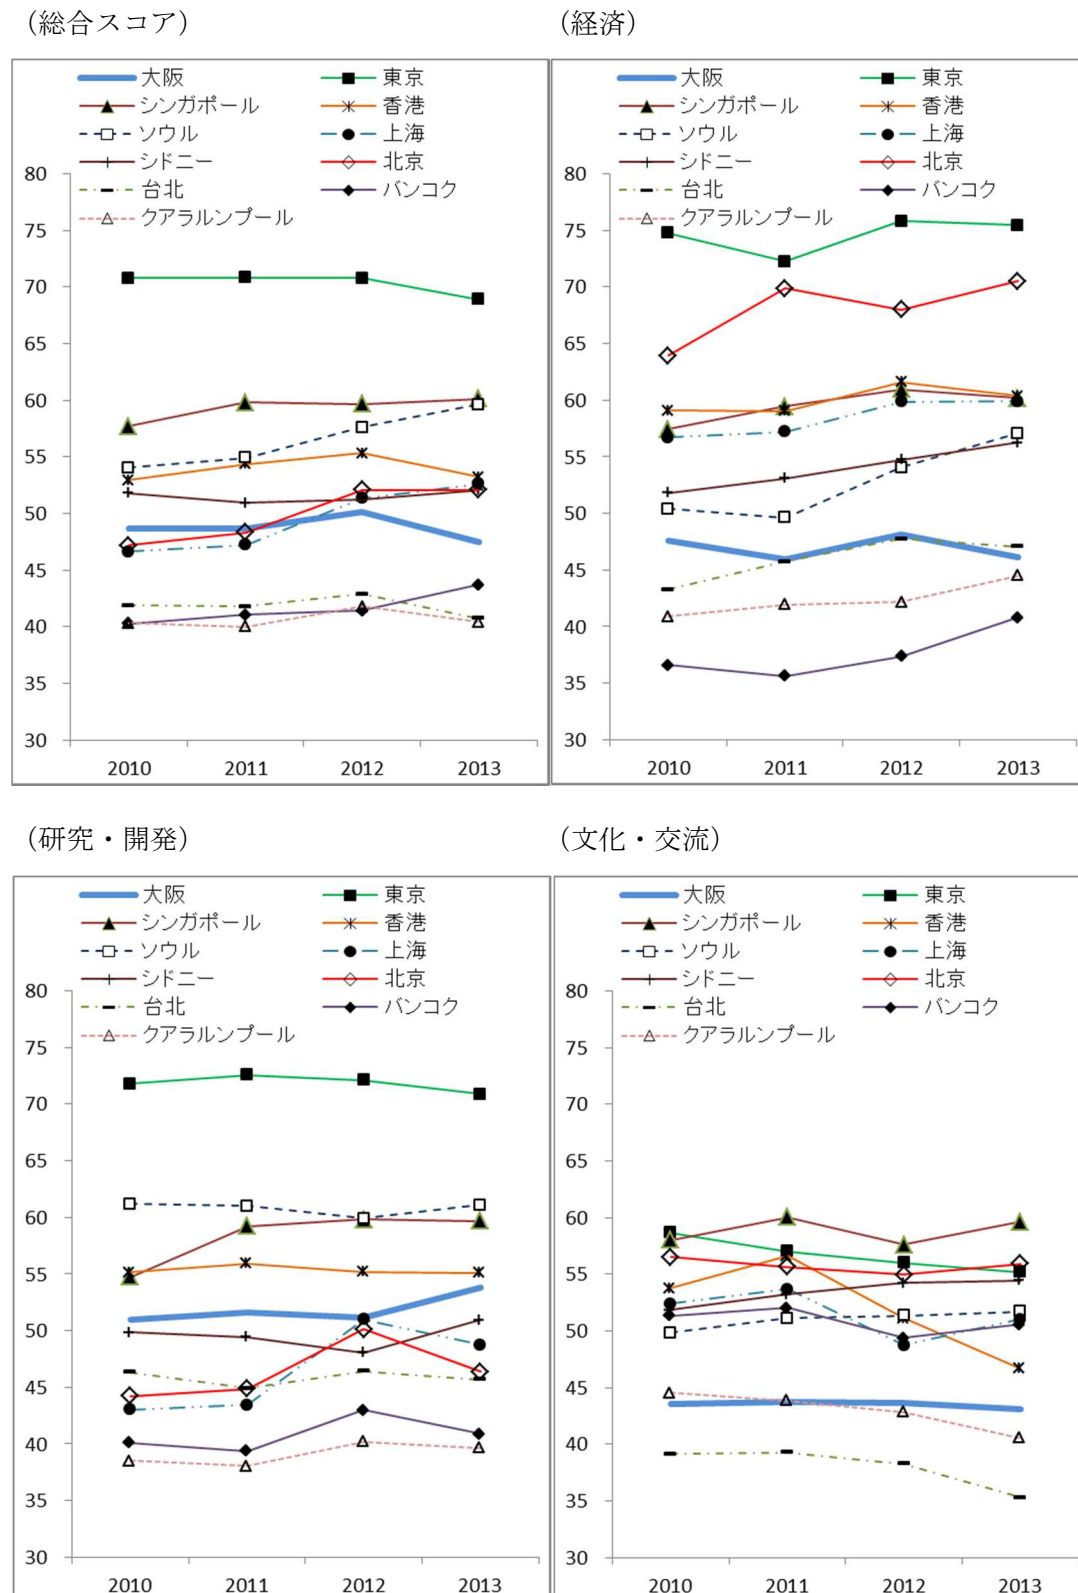 （総合スコア）
大阪 東京
シンガポール 香港
ソウル 上海
シドニー 北京
台北 バンコク
クアラルンプール
80
75
70
65
60
55
50
45
40
35
30
2010 2011 2012 2013
（経済）
大阪 東京
シンガポール 香港
ソウル 上海
シドニー 北京
台北 バンコク
クアラルンプール
80
75
70
65
60
55
50
45
40
35
30
2010 2011 2012 2013
（研究・開発）
大阪 東京
シンガポール 香港
ソウル 上海
シドニー 北京
台北 バンコク
クアラルンプール
80
75
70
65
60
55
50
45
40
35
30
2010 2011 2012 2013
（文化・交流）
大阪 東京
シンガポール 香港
ソウル 上海
シドニー 北京
台北 バンコク
クアラルンプール
80
75
70
65
60
55
50
45
40
35
30
2010 2011 2012 2013